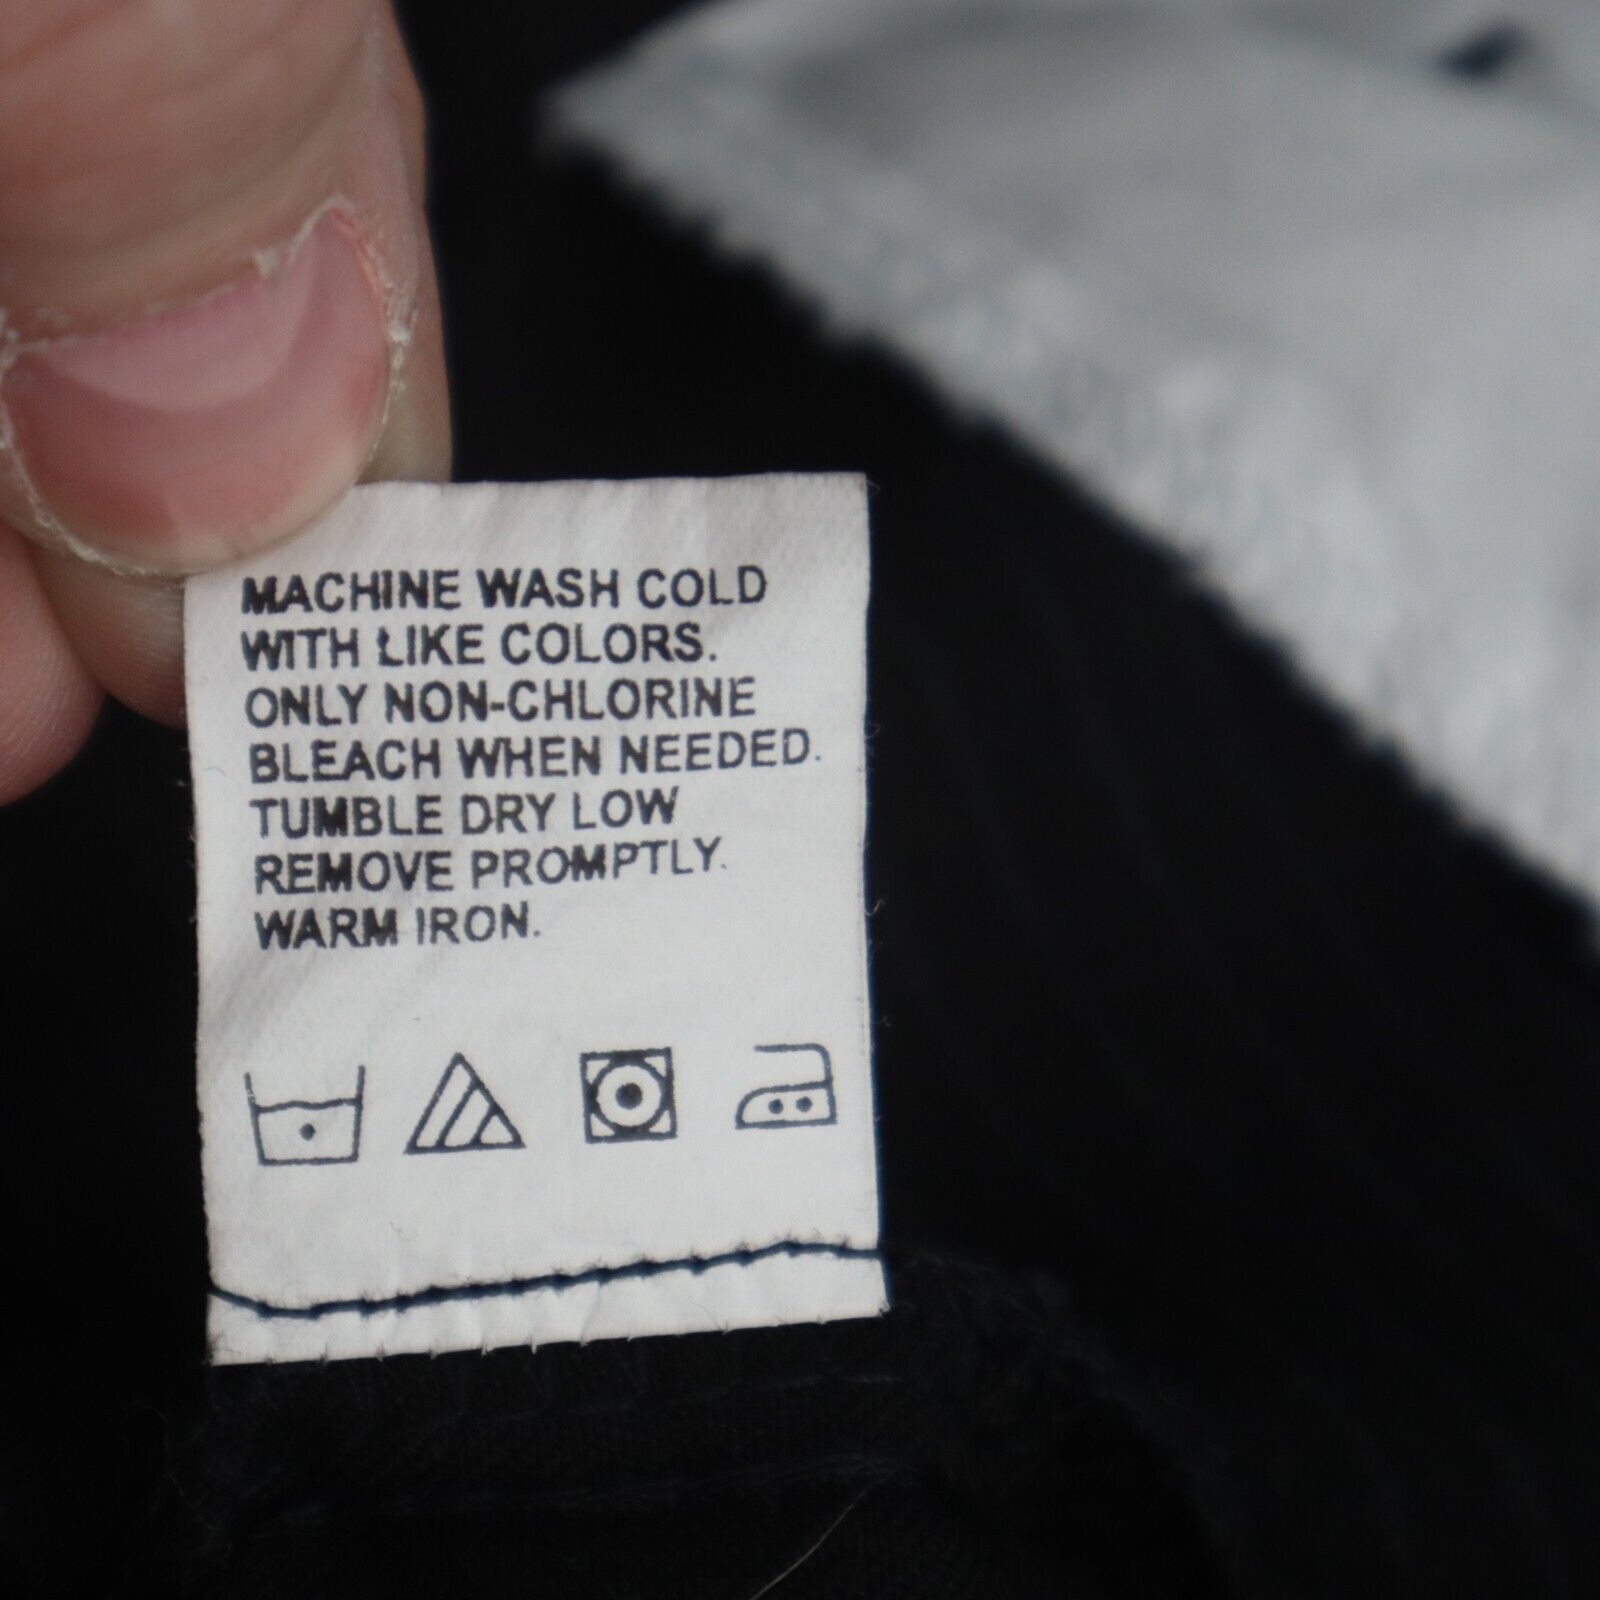 MACHINE WASH COLD
WITH LIKE COLORS.
ONLY NON-CHLORINE
BLEACH WHEN NEEDED.
TUMBLE DRY LOW
REMOVE PROMPTLY.
WARM IRON.